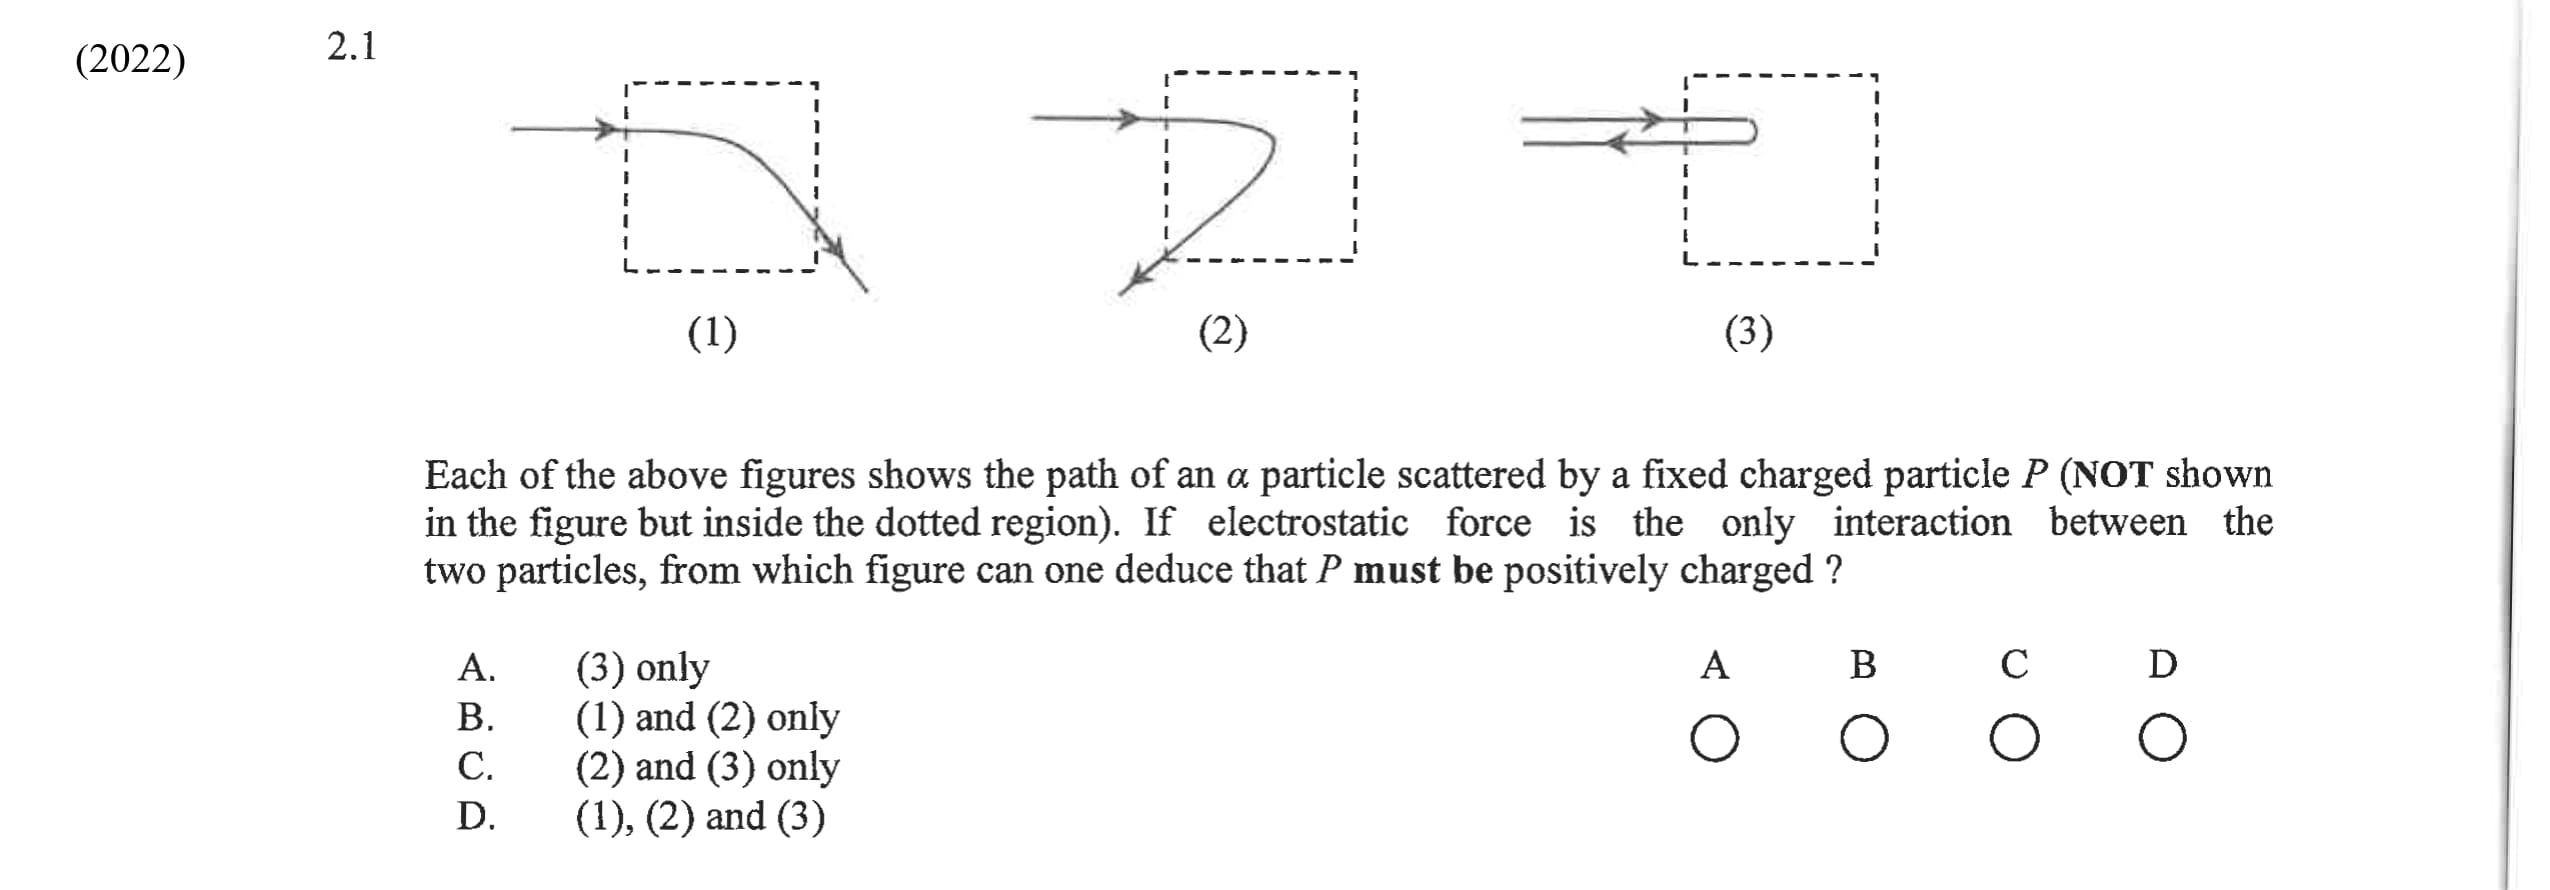 (2022) 2.1
(1) (2) (3)
Each of the above figures shows the path of an α particle scattered by a fixed charged particle P (NOT shown
in the figure but inside the dotted region). If electrostatic force is the only interaction between the
two particles, from which figure can one deduce that P must be positively charged ?
A. (3) only
B. (1) and (2) only
C. (2) and (3) only
D. (1), (2) and (3)
A B C D